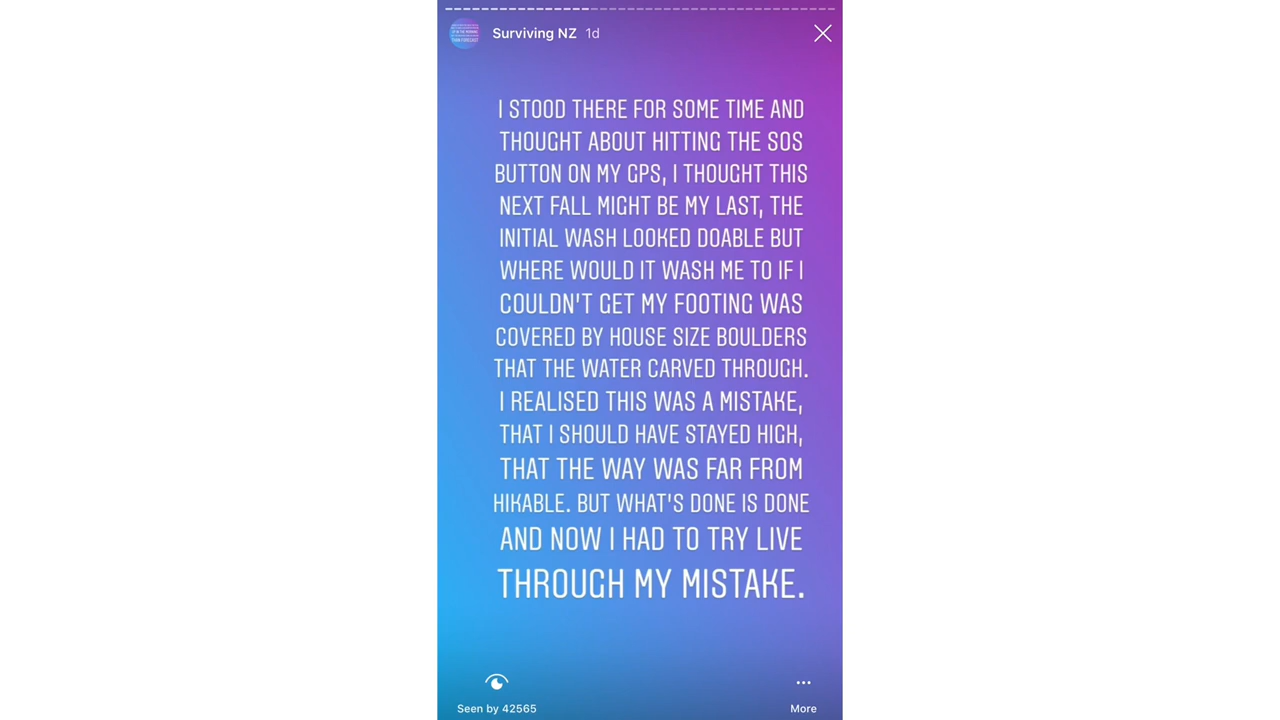 Surviving NZ 1d
I STOOD THERE FOR SOME TIME AND
THOUGHT ABOUT HITTING THE SOS
BUTTON ON MY GPS, I THOUGHT THIS
NEXT FALL MIGHT BE MY LAST, THE
INITIAL WASH LOOKED DOABLE BUT
WHERE WOULD IT WASH ME TO IF I
COULDN'T GET MY FOOTING WAS
COVERED BY HOUSE SIZE BOULDERS
THAT THE WATER CARVED THROUGH.
I REALISED THIS WAS A MISTAKE,
THAT I SHOULD HAVE STAYED HIGH,
THAT THE WAY WAS FAR FROM
HIKABLE. BUT WHAT'S DONE IS DONE
AND NOW I HAD TO TRY LIVE
THROUGH MY MISTAKE.
Seen by 42565
More